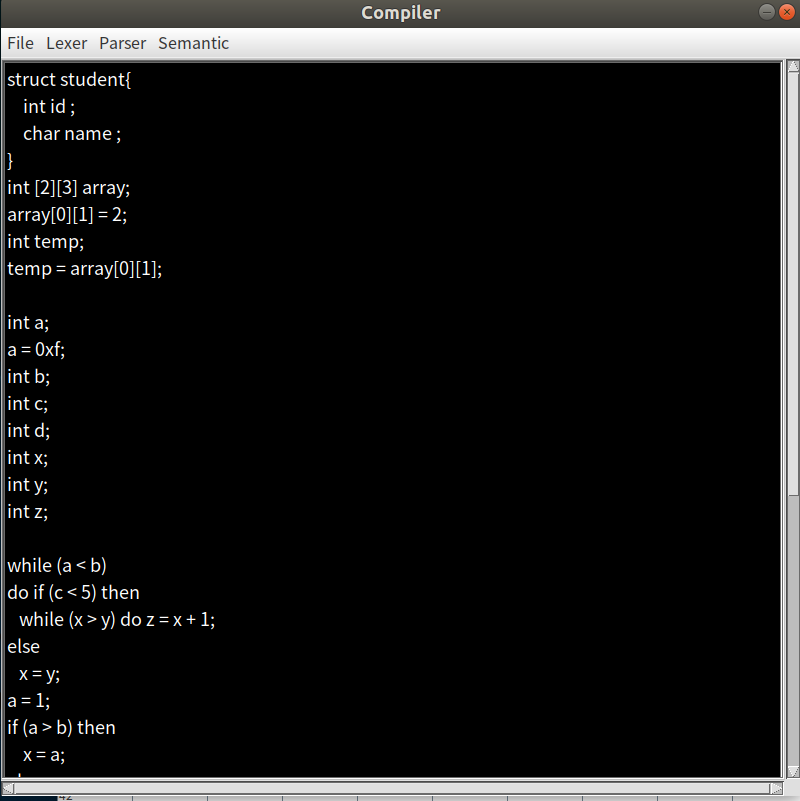 Compiler
File Lexer Parser Semantic
struct student{
int id ;
char name ;
}
int [2][3] array;
array[0][1] = 2;
int temp;
temp = array[0][1];
int a;
a = 0xf;
int b;
int c;
int d;
int x;
int y;
int z;
while (a < b)
do if (c < 5) then
while (x > y) do z = x + 1;
else
x = y;
a = 1;
if (a > b) then
x = a;